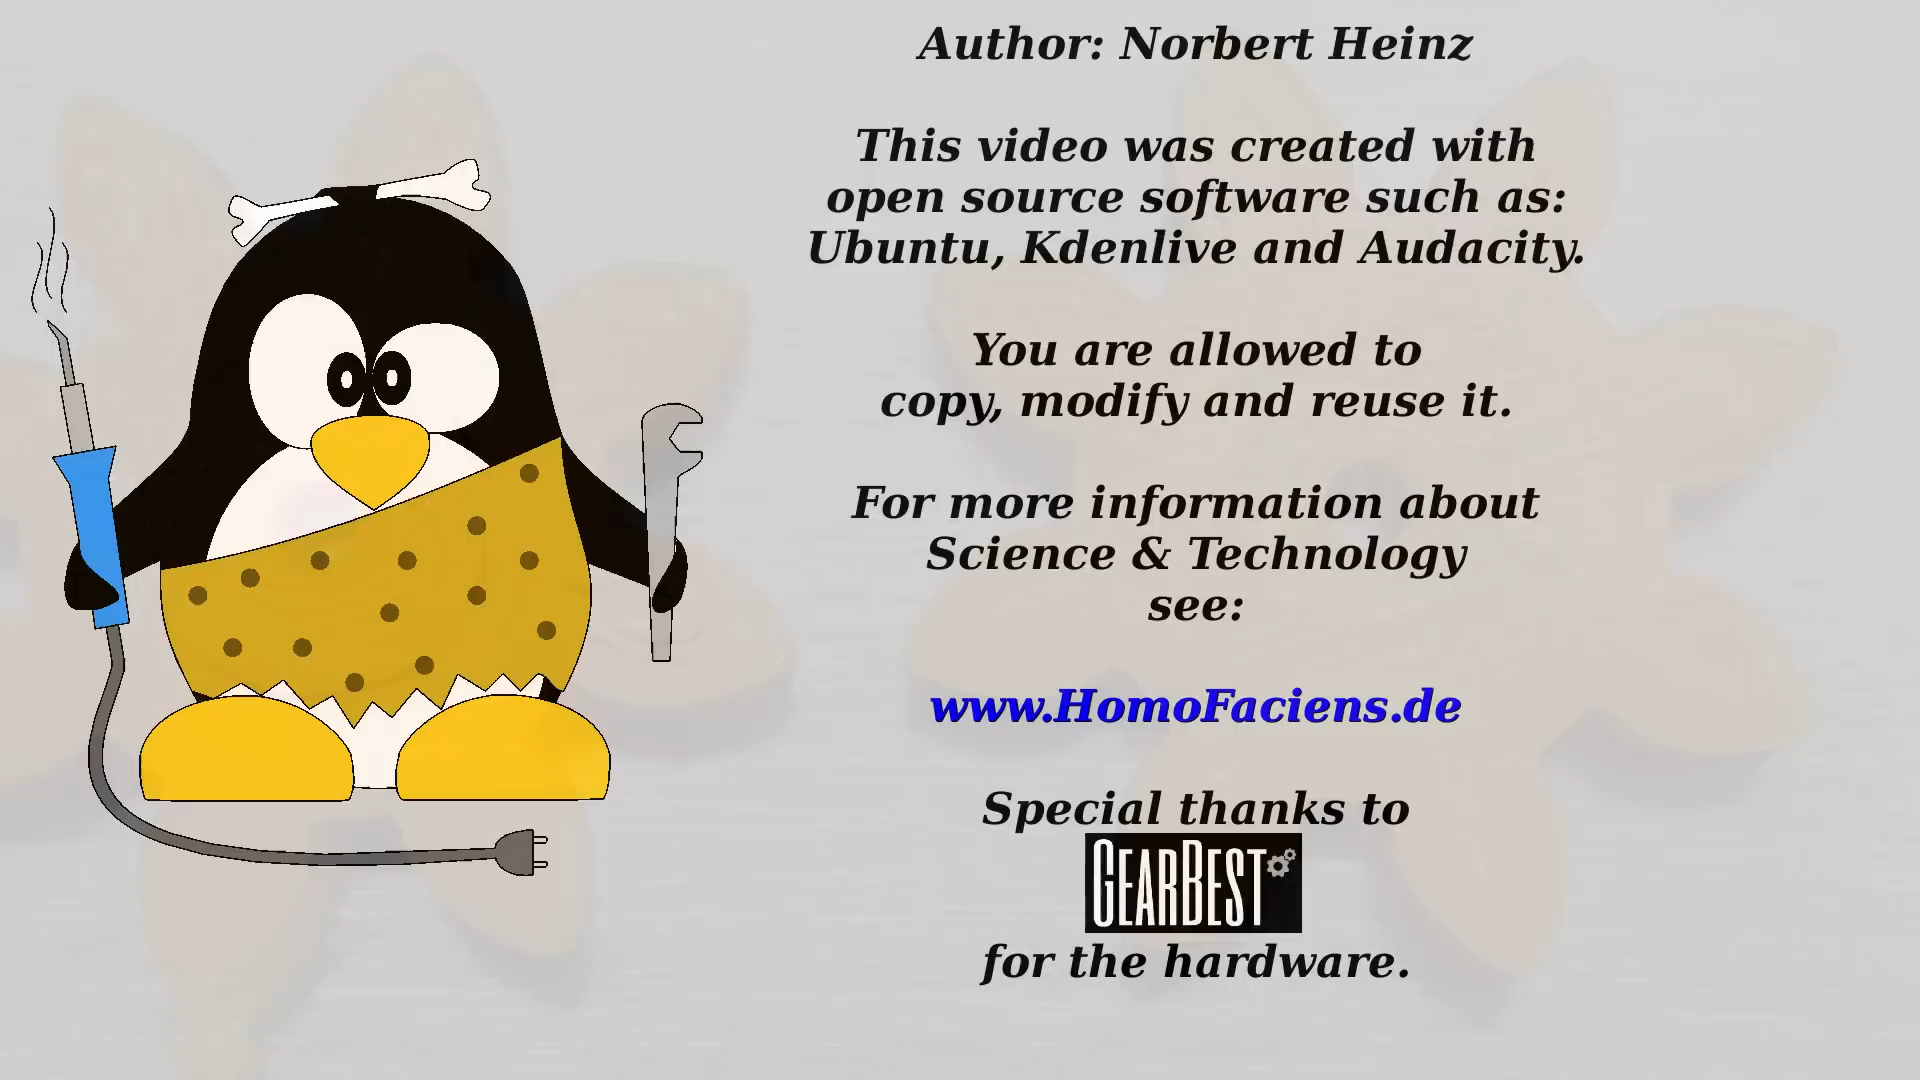 Author: Norbert Heinz
This video was created with
open source software such as:
Ubuntu, Kdenlive and Audacity.
You are allowed to
copy, modify and reuse it.
For more information about
Science & Technology
see:
www.HomoFaciens.de
Special thanks to
GEARBEST
for the hardware.